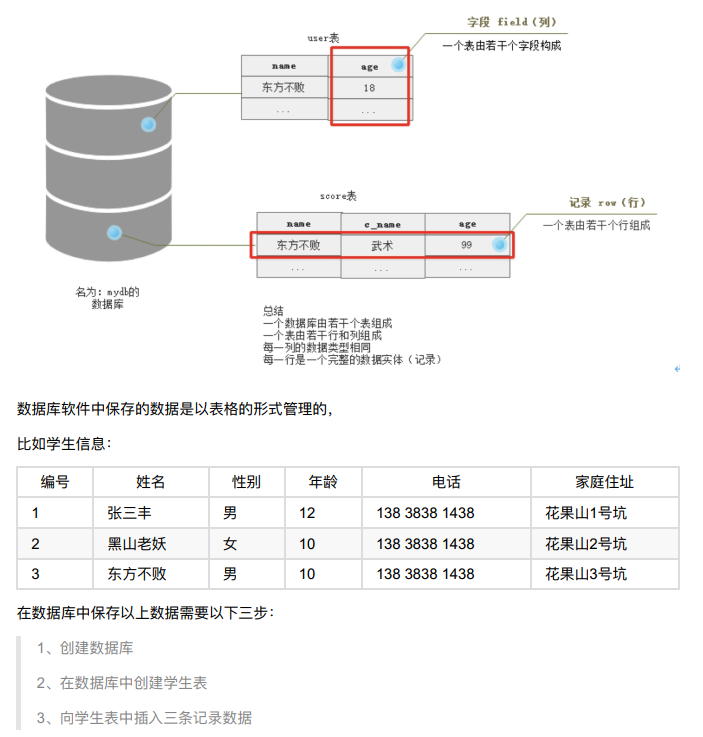 字段 field（列）
user表
一个表由若干个字段构成
name age
东方不败 18
... ...
score表
记录 row（行）
name c_name age
一个表由若干个行组成
东方不败 武术 99
... ... ...
名为：mydb的
数据库
总结
一个数据库由若干个表组成
一个表由若干行和列组成
每一列的数据类型相同
每一行是一个完整的数据实体（记录）
数据库软件中保存的数据是以表格的形式管理的，
比如学生信息：
编号 姓名 性别 年龄 电话 家庭住址
1 张三丰 男 12 138 3838 1438 花果山1号坑
2 黑山老妖 女 10 138 3838 1438 花果山2号坑
3 东方不败 男 10 138 3838 1438 花果山3号坑
在数据库中保存以上数据需要以下三步：
1、创建数据库
2、在数据库中创建学生表
3、向学生表中插入三条记录数据